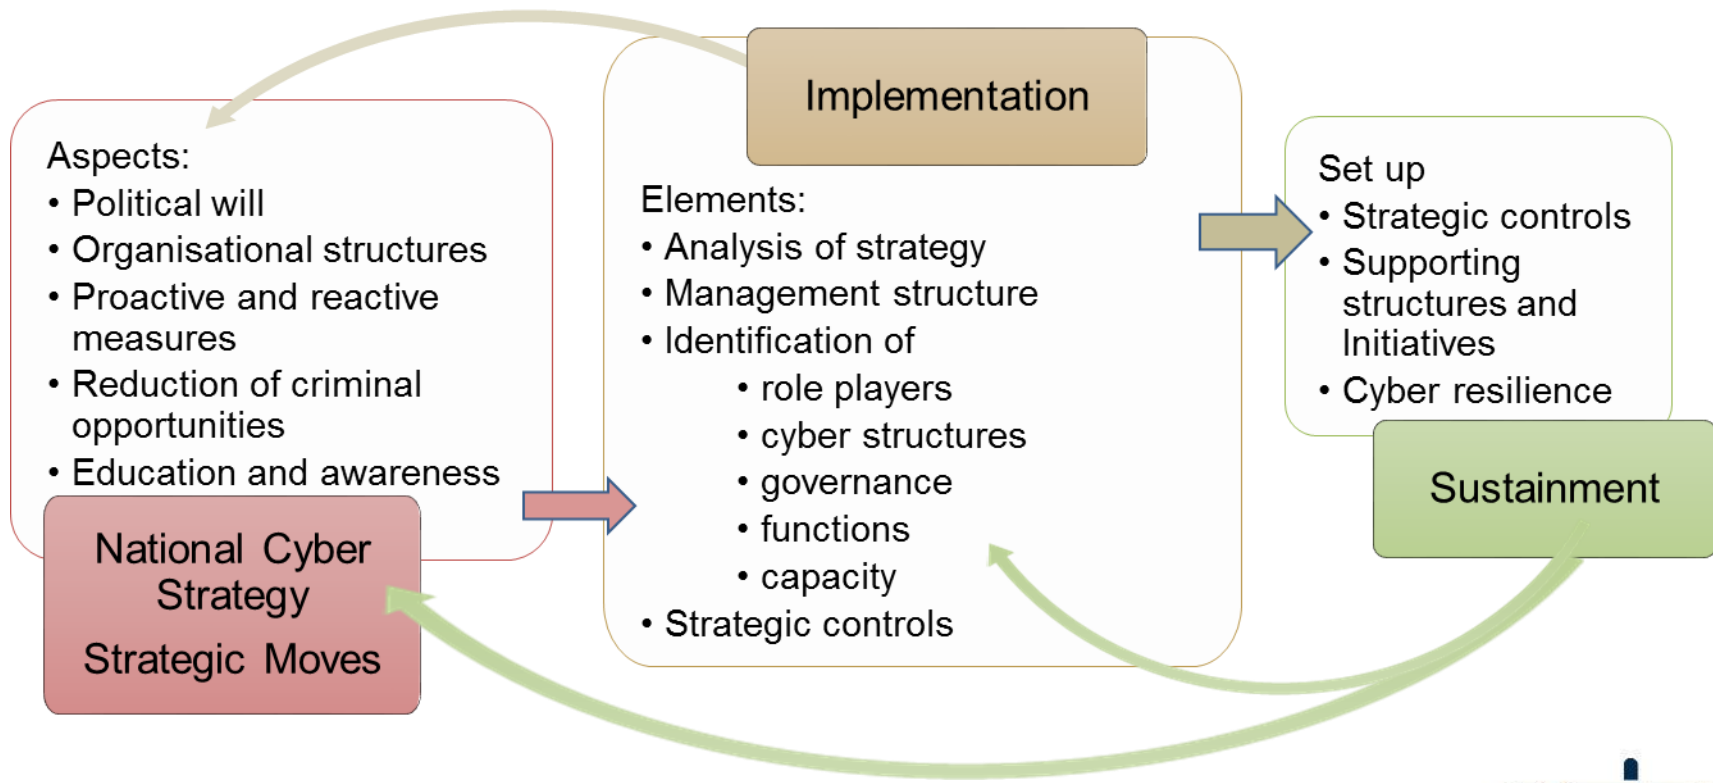 Aspects:
• Political will
• Organisational structures
• Proactive and reactive
measures
• Reduction of criminal
opportunities
• Education and awareness
National Cyber
Strategy
Strategic Moves
Implementation
Elements:
• Analysis of strategy
• Management structure
• Identification of
• role players
• cyber structures
• governance
• functions
• capacity
• Strategic controls
Set up
• Strategic controls
• Supporting
structures and
Initiatives
• Cyber resilience
Sustainment